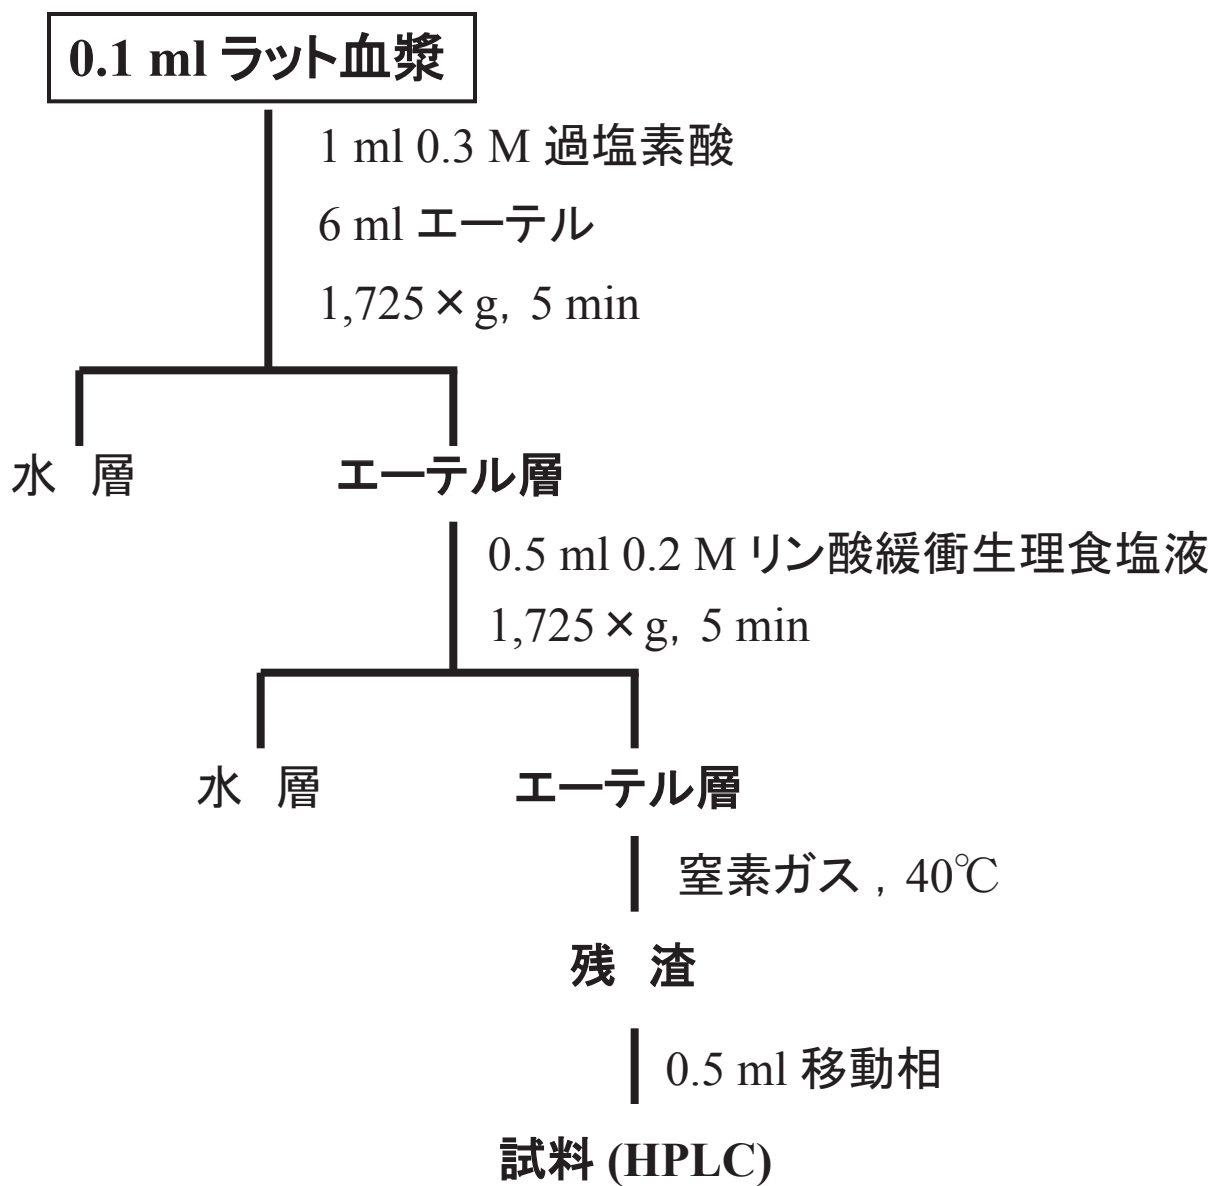 0.1 ml ラット血漿
1 ml 0.3 M 過塩素酸
6 ml エーテル
1,725×g, 5 min
水 層
エーテル層
0.5 ml 0.2 M リン酸緩衝生理食塩液
1,725×g, 5 min
水 層
エーテル層
窒素ガス , 40℃
残 渣
0.5 ml 移動相
試料 (HPLC)